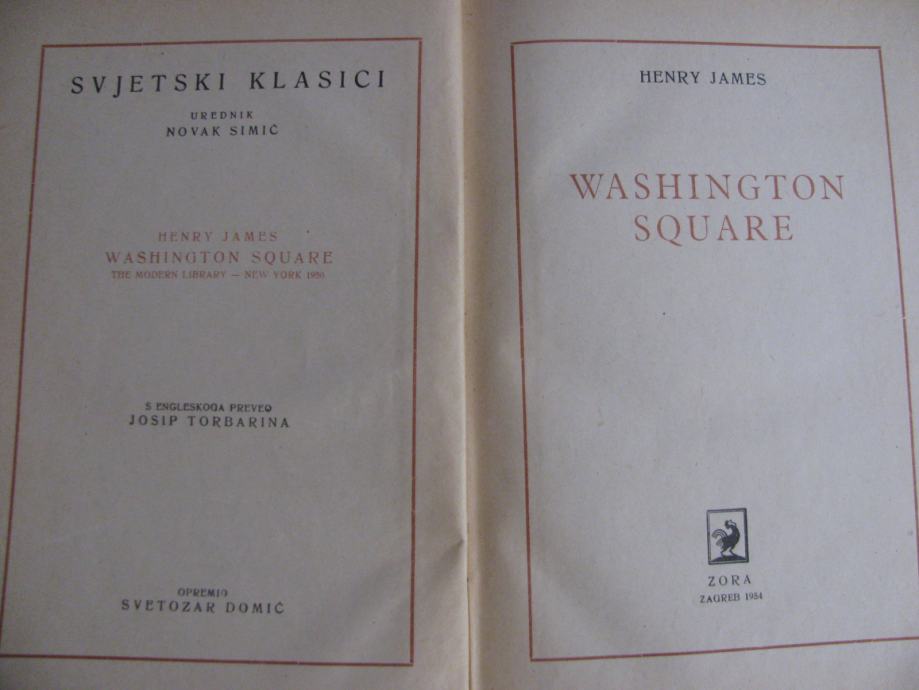 SVJETSKI KLASICI
UREDNIK
NOVAK SIMIĆ
HENRY JAMES
WASHINGTON SQUARE
THE MODERN LIBRARY — NEW YORK 1950
S ENGLESKOGA PREVEO
JOSIP TORBARINA
OPREMIO
SVETOZAR DOMIĆ
HENRY JAMES
WASHINGTON
SQUARE
ZORA
ZAGREB 1954